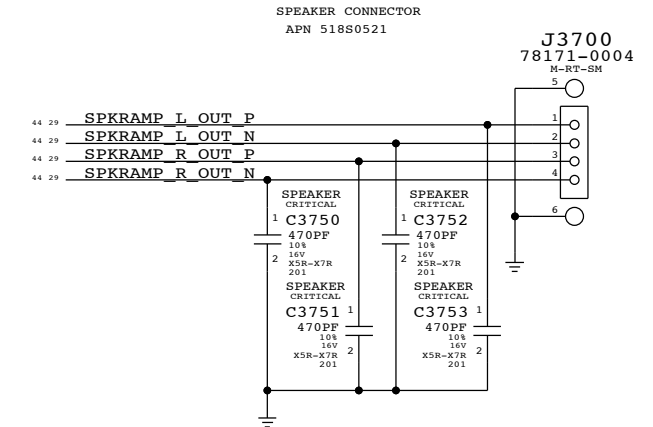 SPEAKER CONNECTOR
APN 518S0521
J3700
78171-0004
M-RT-SM
5
44 29 SPKRAMP_L_OUT_P 1
44 29 SPKRAMP_L_OUT_N 2
44 29 SPKRAMP_R_OUT_P 3
44 29 SPKRAMP_R_OUT_N 4
6
SPEAKER
CRITICAL
1 C3750
470PF
10%
16V
2 X5R-X7R
201
SPEAKER
CRITICAL
1 C3752
470PF
10%
16V
2 X5R-X7R
201
SPEAKER
CRITICAL
C3751 1
470PF
10%
16V
X5R-X7R 2
201
SPEAKER
CRITICAL
C3753 1
470PF
10%
16V
X5R-X7R 2
201